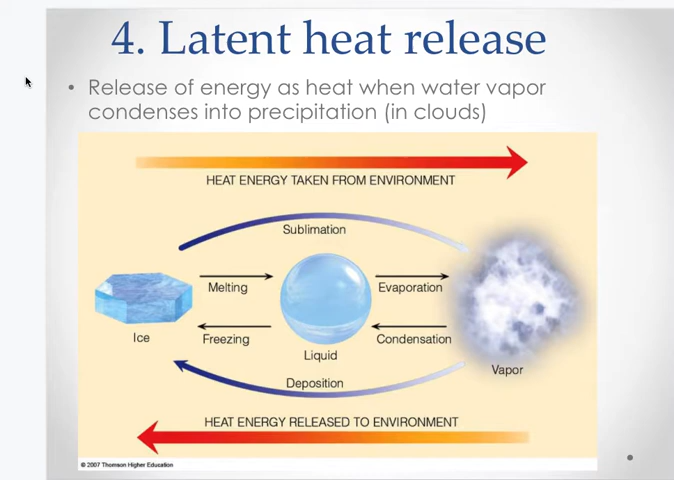 4. Latent heat release
• Release of energy as heat when water vapor
condenses into precipitation (in clouds)
HEAT ENERGY TAKEN FROM ENVIRONMENT
Sublimation
Melting
Evaporation
Ice
Freezing
Condensation
Liquid
Vapor
Deposition
HEAT ENERGY RELEASED TO ENVIRONMENT
© 2007 Thomson Higher Education